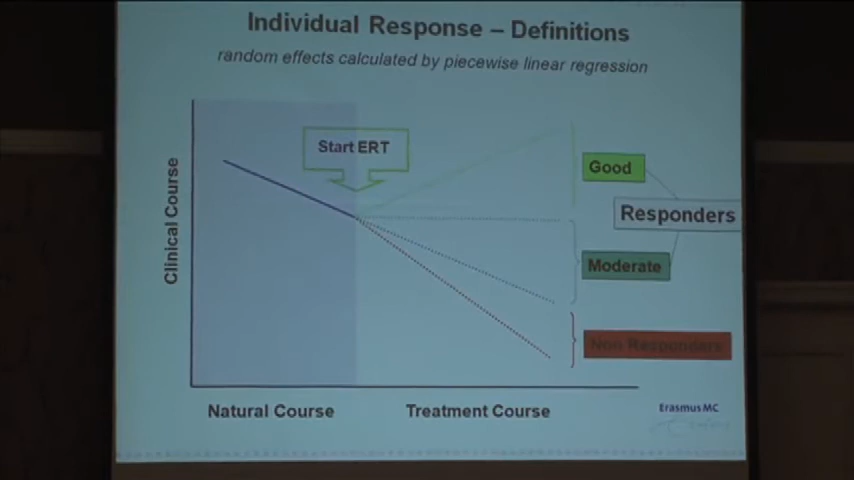 Individual Response – Definitions
random effects calculated by piecewise linear regression
Start ERT
Clinical Course
Good
Responders
Moderate
Non Responders
Natural Course
Treatment Course
Erasmus MC